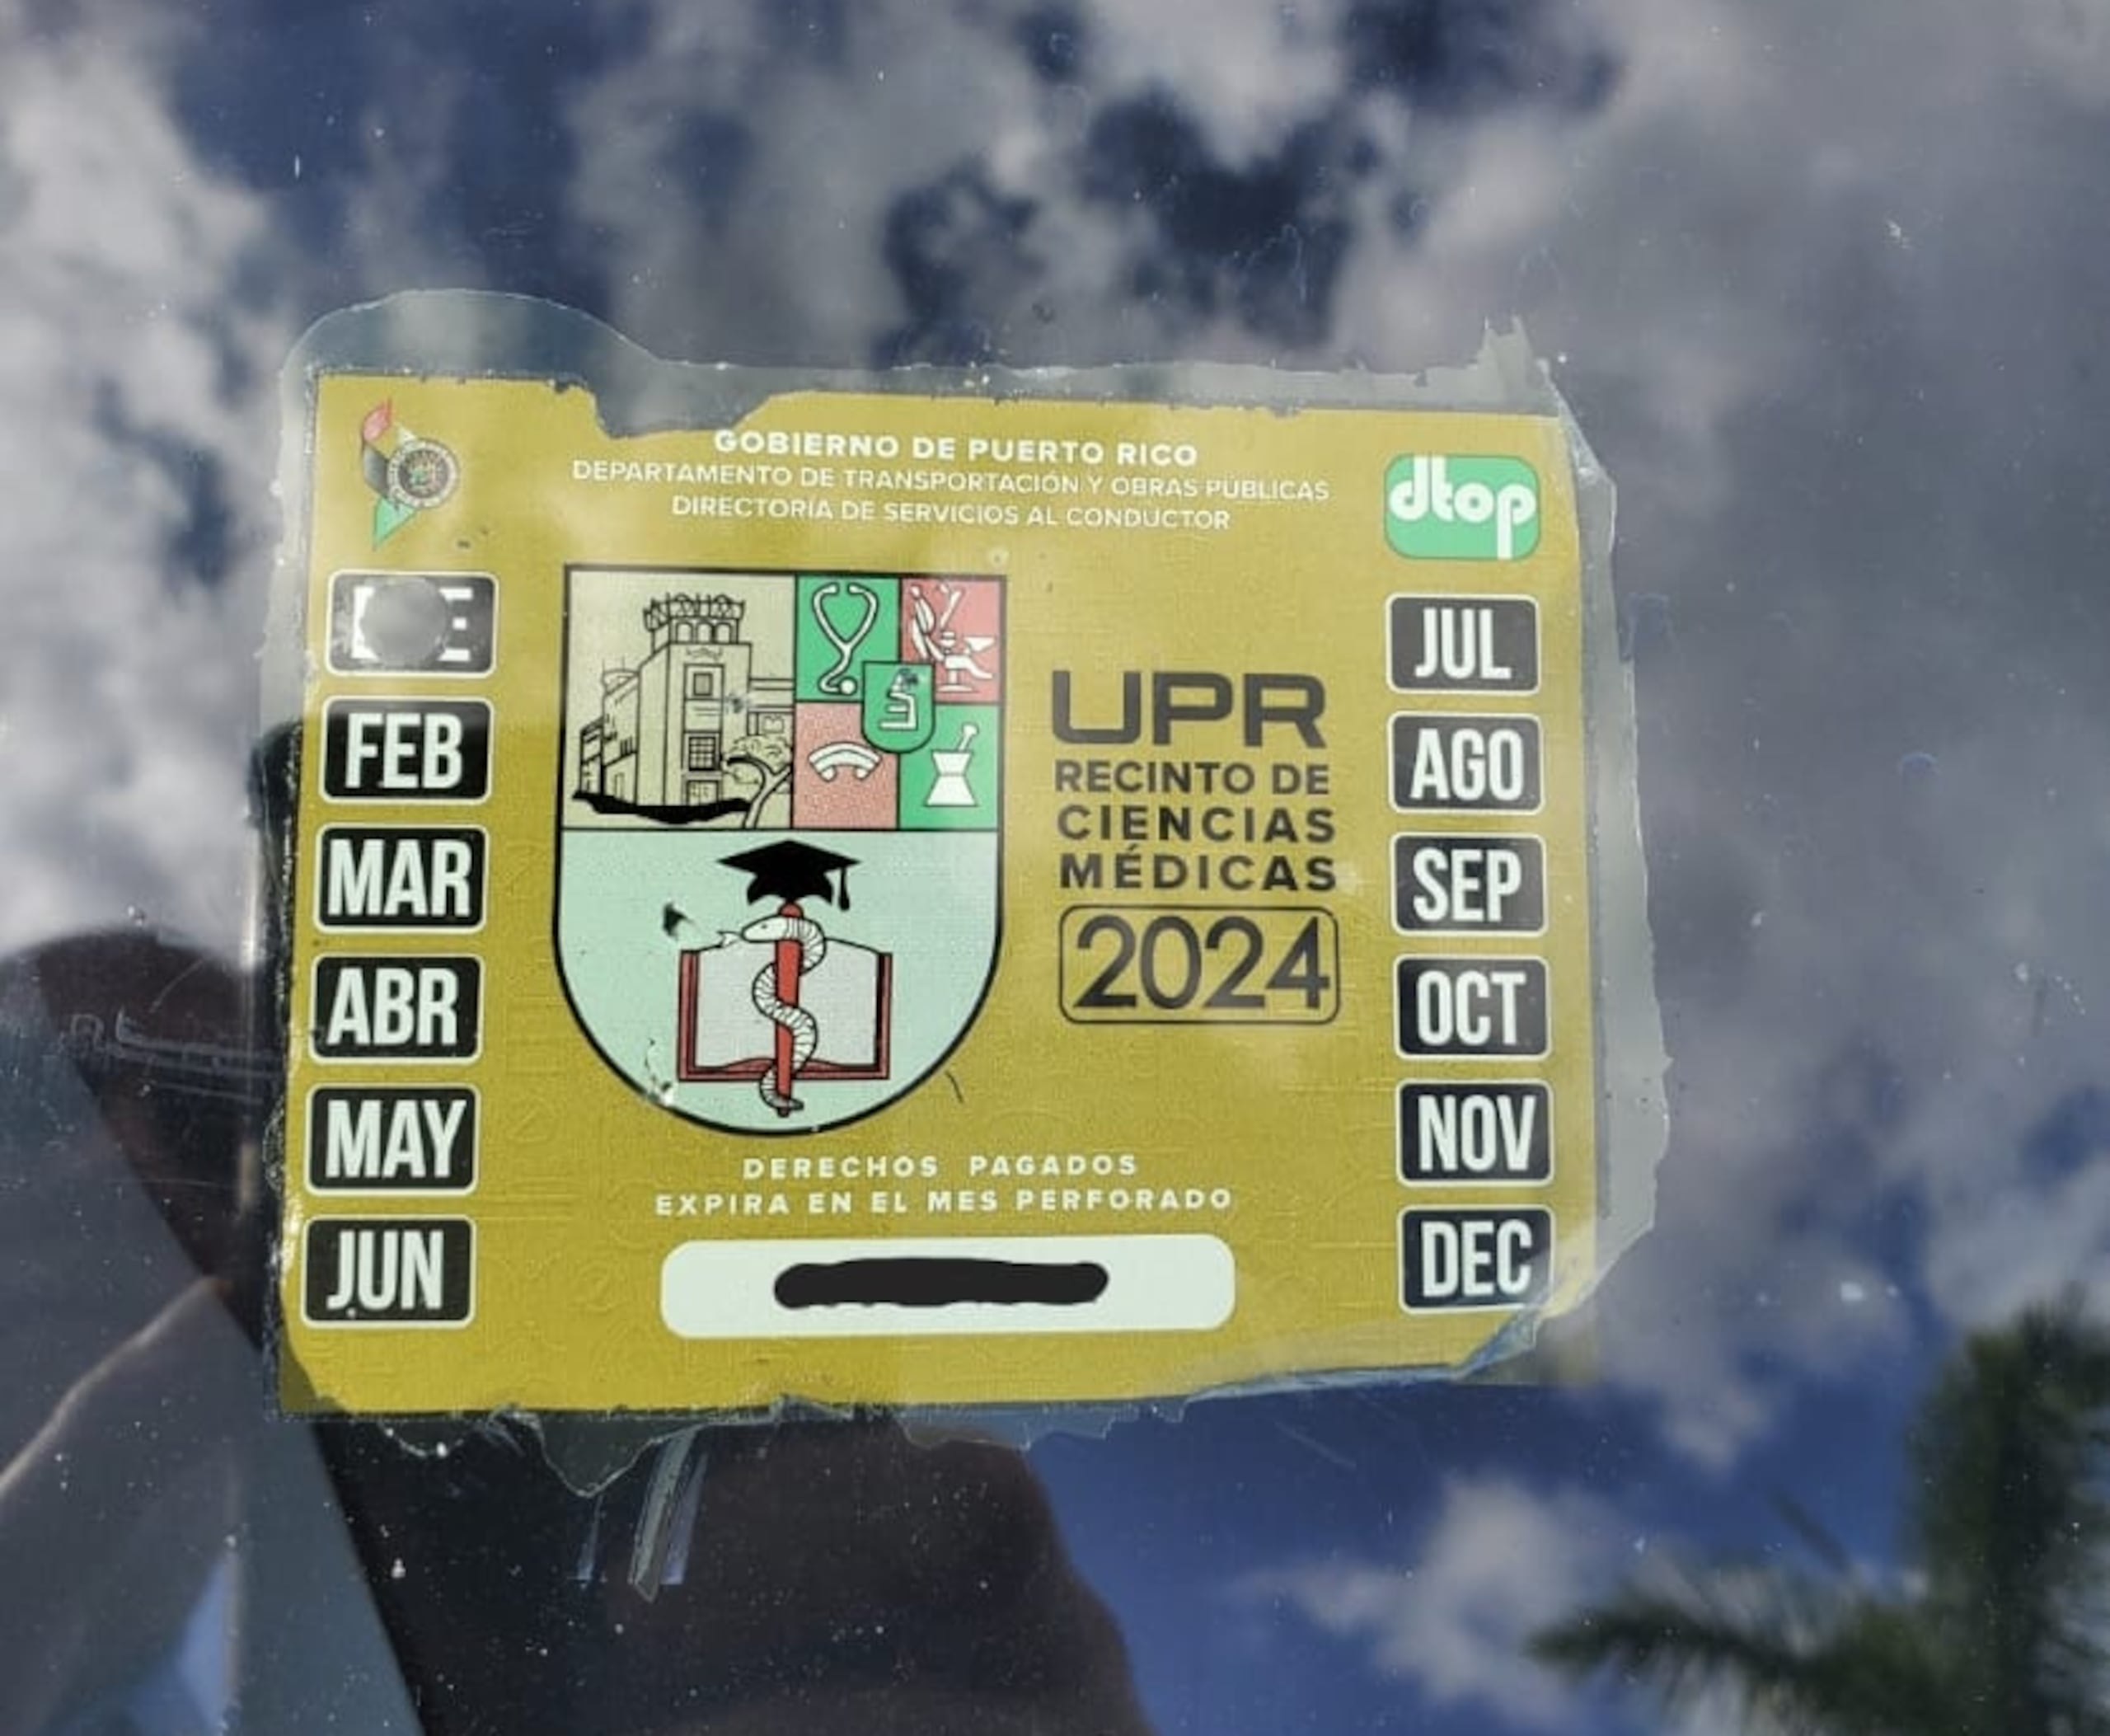 GOBIERNO DE PUERTO RICO
DEPARTAMENTO DE TRANSPORTACIÓN Y OBRAS PÚBLICAS
DIRECTORÍA DE SERVICIOS AL CONDUCTOR
dtop
FEB
MAR
ABR
MAY
JUN
UPR
RECINTO DE
CIENCIAS
MÉDICAS
2024
JUL
AGO
SEP
OCT
NOV
DEC
DERECHOS PAGADOS
EXPIRA EN EL MES PERFORADO